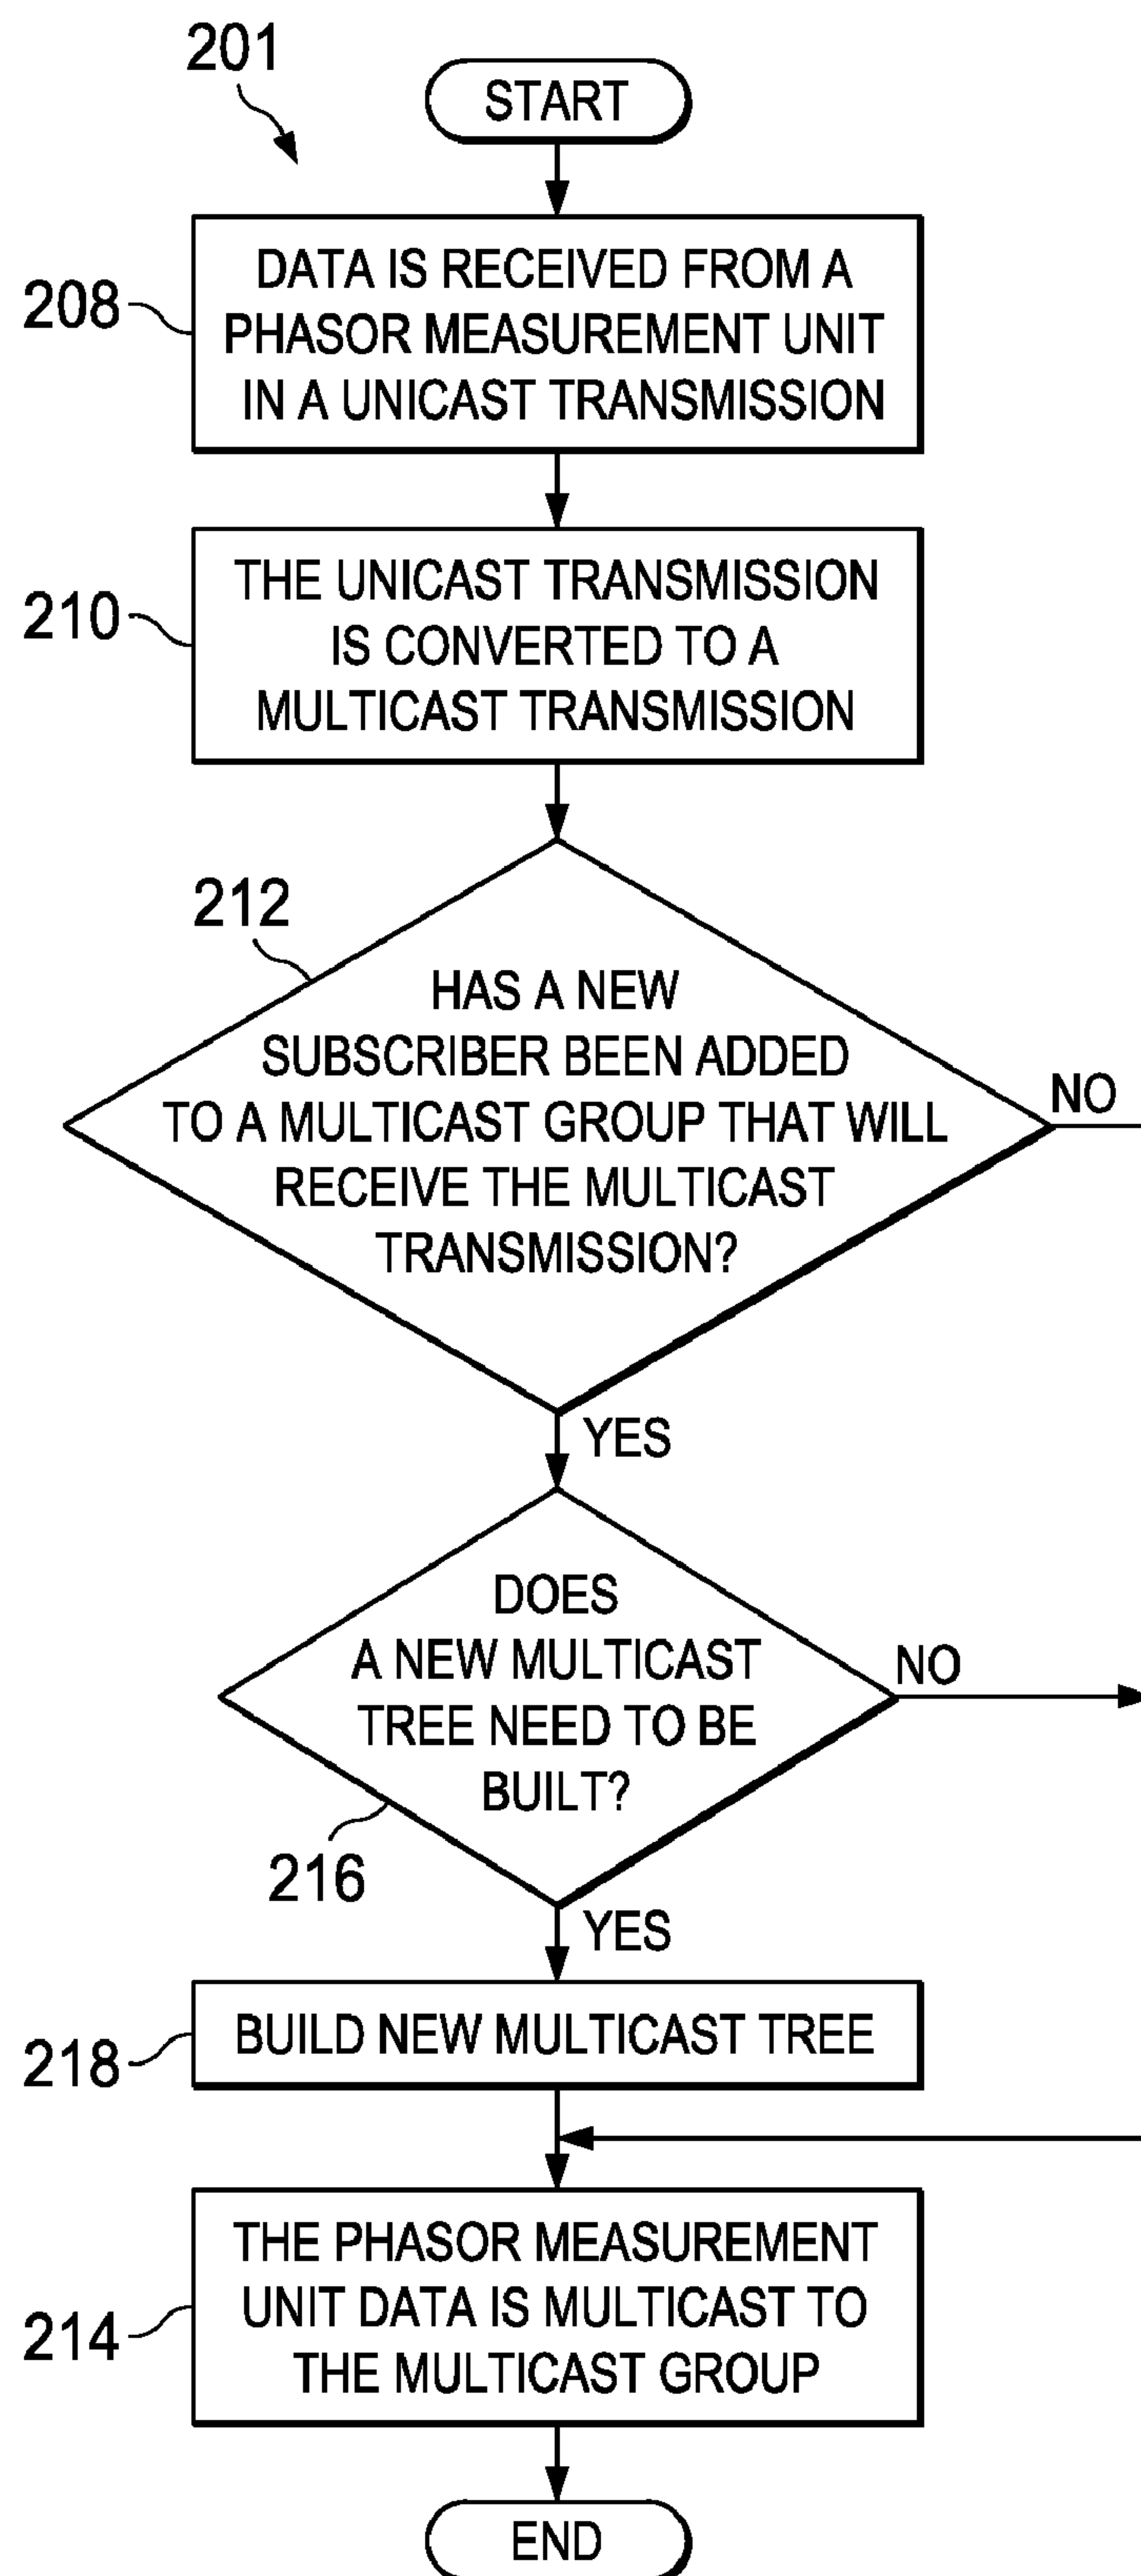 201
START
208
DATA IS RECEIVED FROM A
PHASOR MEASUREMENT UNIT
IN A UNICAST TRANSMISSION
210
THE UNICAST TRANSMISSION
IS CONVERTED TO A
MULTICAST TRANSMISSION
212
HAS A NEW
SUBSCRIBER BEEN ADDED
TO A MULTICAST GROUP THAT WILL
RECEIVE THE MULTICAST
TRANSMISSION?
NO
YES
DOES
A NEW MULTICAST
TREE NEED TO BE
BUILT?
NO
216
YES
218
BUILD NEW MULTICAST TREE
214
THE PHASOR MEASUREMENT
UNIT DATA IS MULTICAST TO
THE MULTICAST GROUP
END